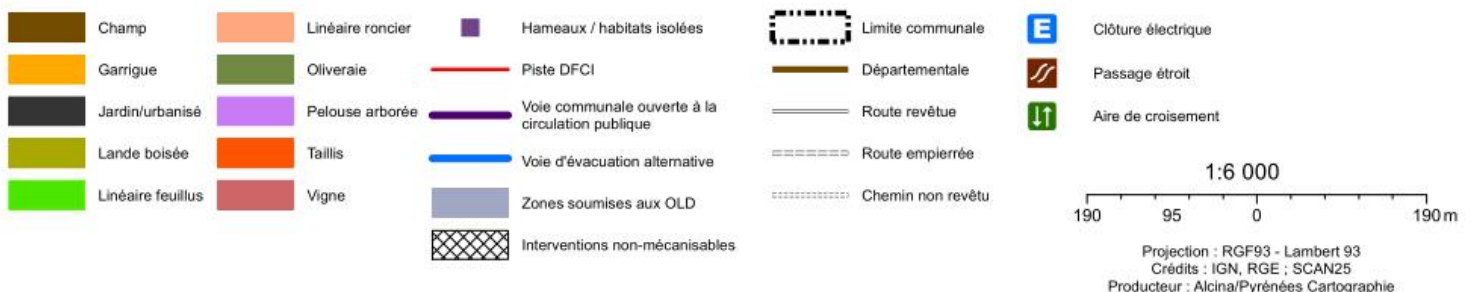 Champ
Garrigue
Jardin/urbanisé
Lande boisée
Linéaire feuillus
Linéaire roncier
Oliveraie
Pelouse arborée
Taillis
Vigne
Hameaux / habitats isolées
Piste DFCI
Voie communale ouverte à la
circulation publique
Voie d'évacuation alternative
Zones soumises aux OLD
Interventions non-mécanisables
Limite communale
Départementale
Route revêtue
Route empierrée
Chemin non revêtu
E
Clôture électrique
Passage étroit
Aire de croisement
1:6 000
190 95 0 190 m
Projection : RGF93 - Lambert 93
Crédits : IGN, RGE ; SCAN25
Producteur : Alcina/Pyrénées Cartographie